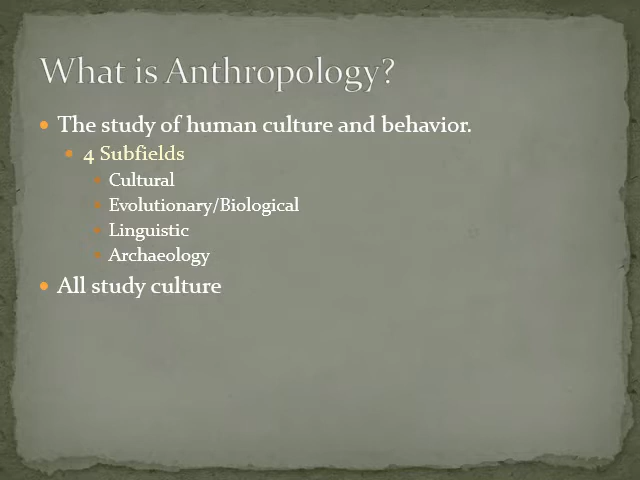 What is Anthropology?
The study of human culture and behavior.
4 Subfields
Cultural
Evolutionary/Biological
Linguistic
Archaeology
All study culture